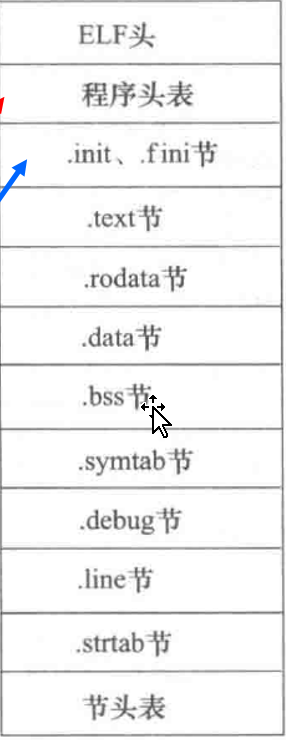 ELF头
程序头表
.init、.fini节
.text节
.rodata节
.data节
.bss节
.symtab节
.debug节
.line节
.strtab节
节头表